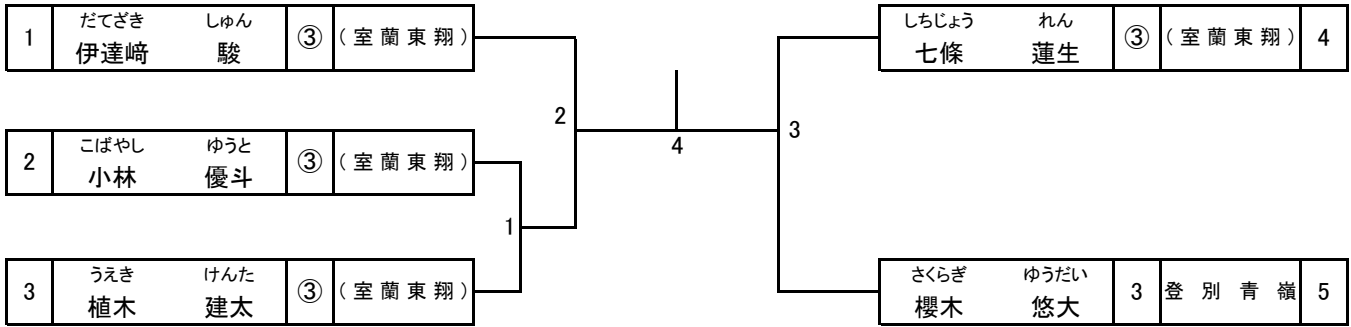 だてざき しゅん
1 伊達﨑 駿 ③ (室蘭東翔)
こばやし ゆうと
2 小林 優斗 ③ (室蘭東翔)
うえき けんた
3 植木 建太 ③ (室蘭東翔)
2
1
4
3
しちじょう れん
七條 蓮生 ③ (室蘭東翔) 4
さくらぎ ゆうだい
櫻木 悠大 3 登別青嶺 5